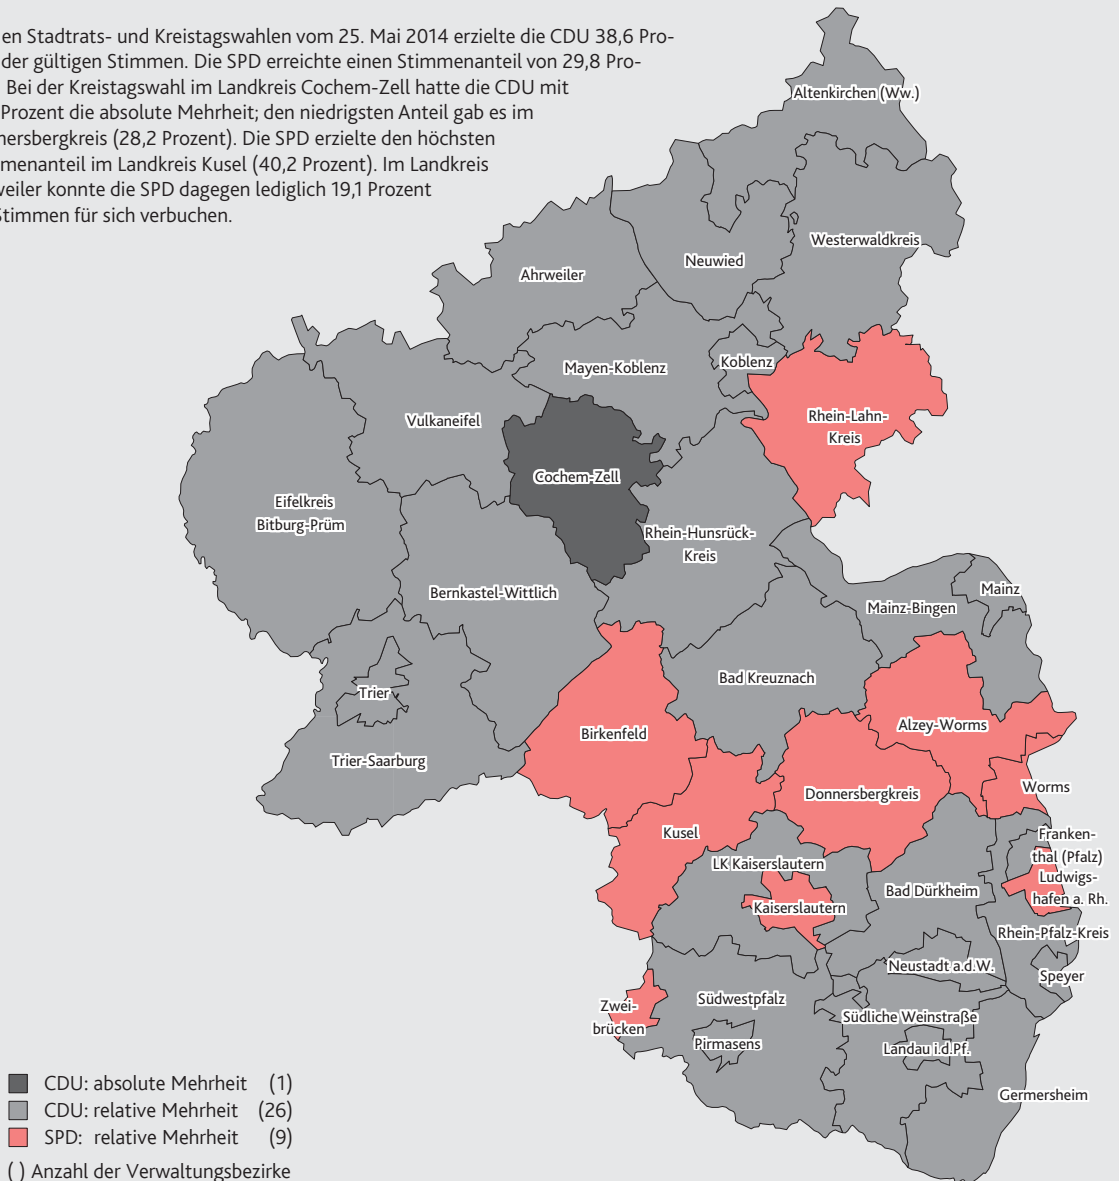 en Stadtrats- und Kreistagswahlen vom 25. Mai 2014 erzielte die CDU 38,6 Pro-
der gültigen Stimmen. Die SPD erreichte einen Stimmenanteil von 29,8 Pro-
Bei der Kreistagswahl im Landkreis Cochem-Zell hatte die CDU mit
Prozent die absolute Mehrheit; den niedrigsten Anteil gab es im
nersbergkreis (28,2 Prozent). Die SPD erzielte den höchsten
menanteil im Landkreis Kusel (40,2 Prozent). Im Landkreis
weiler konnte die SPD dagegen lediglich 19,1 Prozent
Stimmen für sich verbuchen.
Altenkirchen (Ww.)
Westerwaldkreis
Neuwied
Ahrweiler
Koblenz
Mayen-Koblenz
Rhein-Lahn-
Kreis
Vulkaneifel
Cochem-Zell
Eifelkreis
Bitburg-Prüm
Rhein-Hunsrück-
Kreis
Bernkastel-Wittlich
Mainz
Mainz-Bingen
Bad Kreuznach
Trier
Alzey-Worms
Birkenfeld
Trier-Saarburg
Worms
Donnersbergkreis
Kusel
Franken-
thal (Pfalz)
LK Kaiserslautern
Ludwigs-
hafen a. Rh.
Bad Dürkheim
Kaiserslautern
Rhein-Pfalz-Kreis
Neustadt a.d.W.
Speyer
Südwestpfalz
Zwei-
brücken
Südliche Weinstraße
Pirmasens
Landau i.d.Pf.
Germersheim
CDU: absolute Mehrheit (1)
CDU: relative Mehrheit (26)
SPD: relative Mehrheit (9)
( ) Anzahl der Verwaltungsbezirke